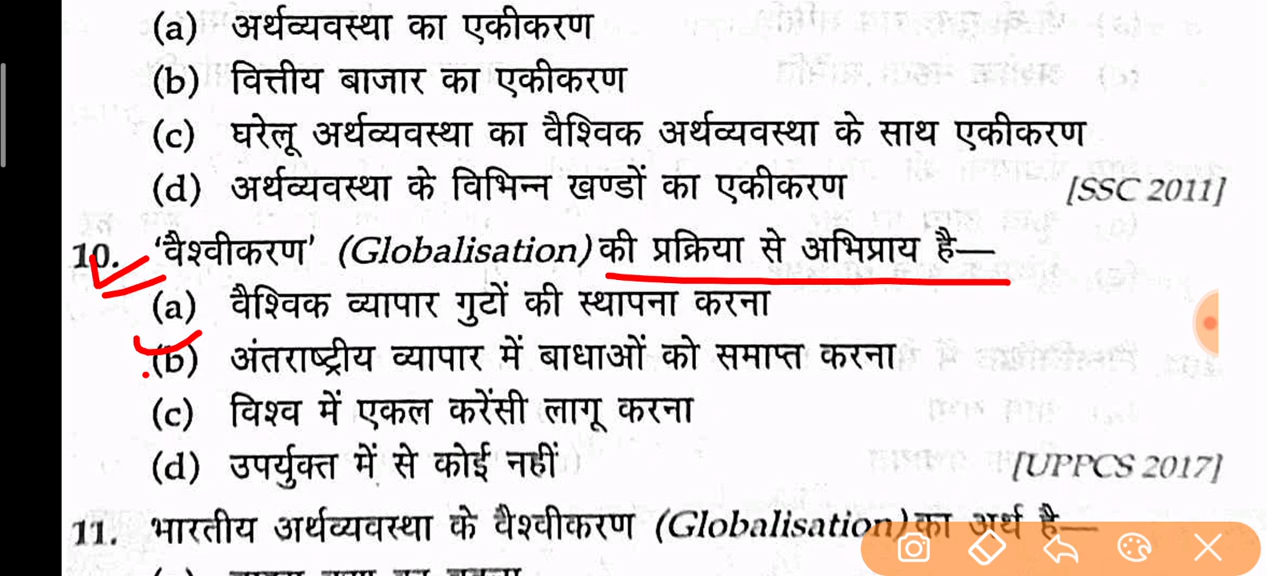 (a) अर्थव्यवस्था का एकीकरण
(b) वित्तीय बाजार का एकीकरण
(c) घरेलू अर्थव्यवस्था का वैश्विक अर्थव्यवस्था के साथ एकीकरण
(d) अर्थव्यवस्था के विभिन्न खण्डों का एकीकरण [SSC 2011]
10. ‘वैश्वीकरण’ (Globalisation) की प्रक्रिया से अभिप्राय है—
(a) वैश्विक व्यापार गुटों की स्थापना करना
(b) अंतराष्ट्रीय व्यापार में बाधाओं को समाप्त करना
(c) विश्व में एकल करेंसी लागू करना
(d) उपर्युक्त में से कोई नहीं [UPPCS 2017]
11. भारतीय अर्थव्यवस्था के वैश्वीकरण (Globalisation) का अर्थ है—